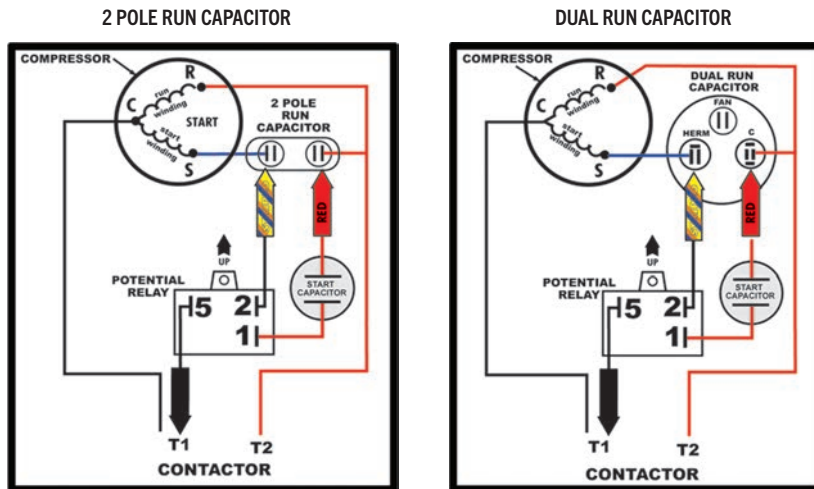 2 POLE RUN CAPACITOR
COMPRESSOR
R
run
winding
C
START
start
winding
S
2 POLE
RUN
CAPACITOR
RED
UP
POTENTIAL
RELAY
5
2
1
START
CAPACITOR
T1
T2
CONTACTOR
DUAL RUN CAPACITOR
COMPRESSOR
R
run
winding
C
start
winding
S
DUAL RUN
CAPACITOR
FAN
HERM
C
RED
UP
POTENTIAL
RELAY
5
2
1
START
CAPACITOR
T1
T2
CONTACTOR